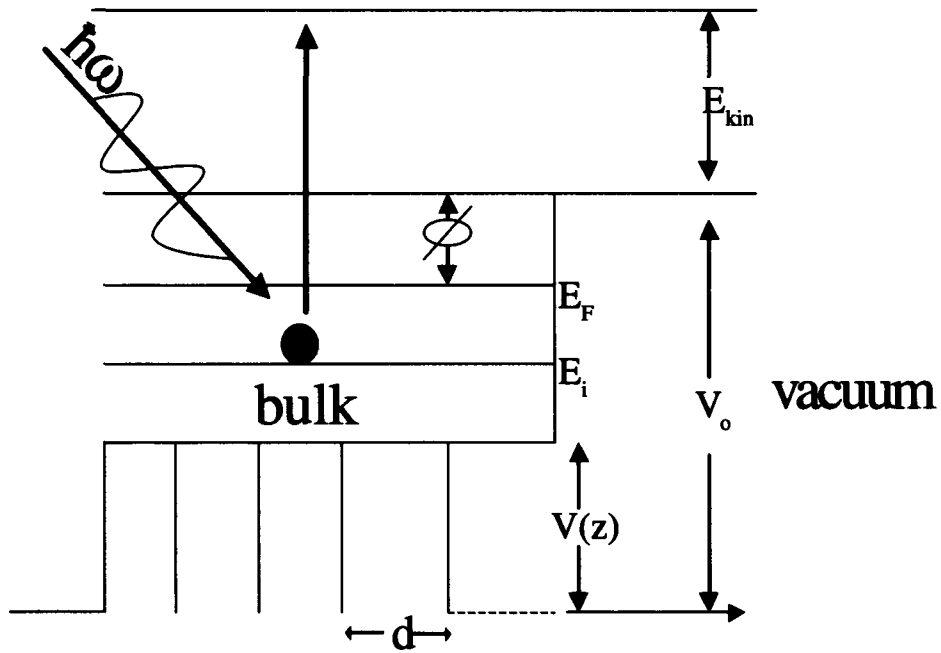 ħω
E_kin
ϕ
E_F
E_i
bulk
V_o
vacuum
V(z)
d